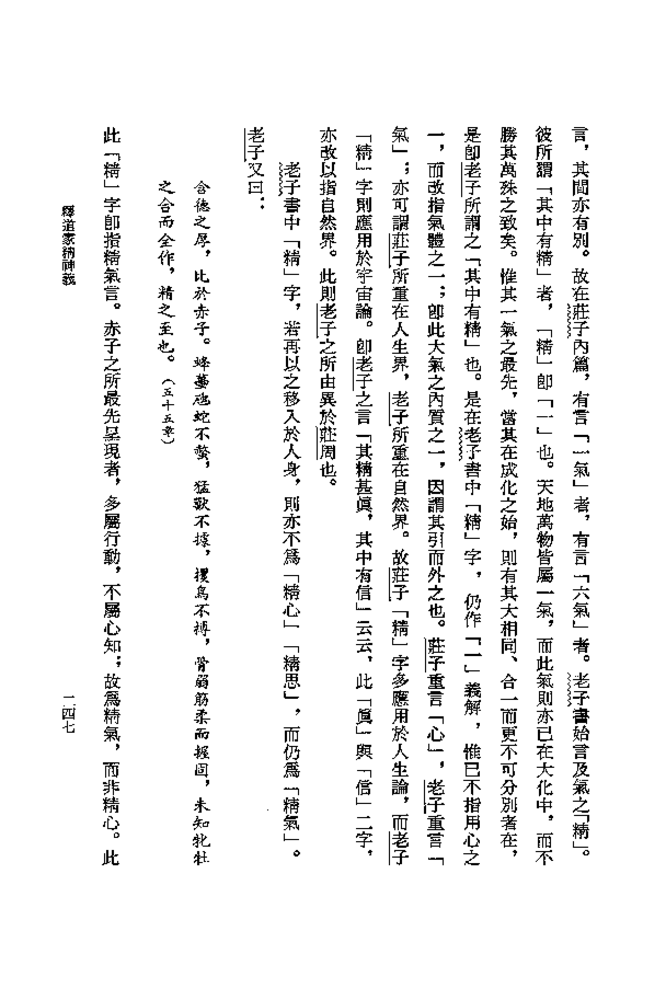 言，其間亦有別。故在莊子內篇，有言「一氣」者，有言「六氣」者。老子書始言及氣之「精」。
彼所謂「其中有精」者，「精」卽「一」也。天地萬物皆屬一氣，而此氣則亦已在大化中，而不
勝其萬殊之致矣。惟其一氣之最先，當其在成化之始，則有其大相同、合一而更不可分別者在，
是卽老子所謂之「其中有精」也。是在老子書中「精」字，仍作「一」義解，惟已不指用心之
一，而改指氣體之一；卽此大氣之內質之一，因謂其引而外之也。莊子重言「心」，老子重言「
氣」；亦可謂莊子所重在人生界，老子所重在自然界。故莊子「精」字多應用於人生論，而老子
「精」字則應用於宇宙論。卽老子之言「其精甚眞，其中有信」云云，此「眞」與「信」二字，
亦改以指自然界。此則老子之所由異於莊周也。
老子書中「精」字，若再以之移入於人身，則亦不爲「精心」「精思」，而仍爲「精氣」。
老子又曰：
含德之厚，比於赤子。蜂蠆虺蛇不螫，猛獸不據，攫鳥不搏，骨弱筋柔而握固，未知牝牡
之合而全作，精之至也。（五十五章）
此「精」字卽指精氣言。赤子之所最先呈現者，多屬行動，不屬心知；故爲精氣，而非精心。此
釋道家精神義
二四七